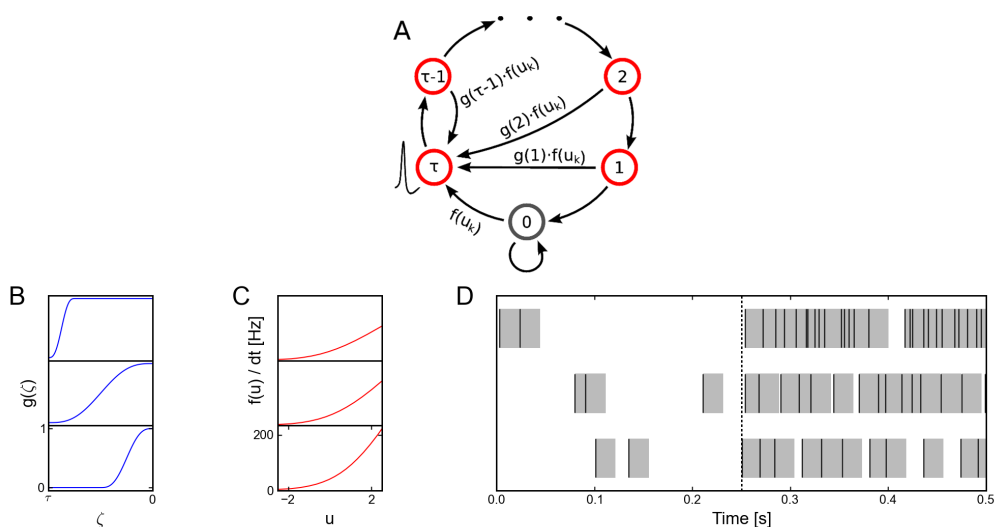 A
τ-1
2
g(τ-1)·f(uₖ)
g(2)·f(uₖ)
τ
g(1)·f(uₖ)
1
f(uₖ)
0
B
g(ζ)
1
0
τ
0
ζ
C
f(u) / dt [Hz]
200
0
−2
2
u
D
0.0
0.1
0.2
0.3
0.4
0.5
Time [s]